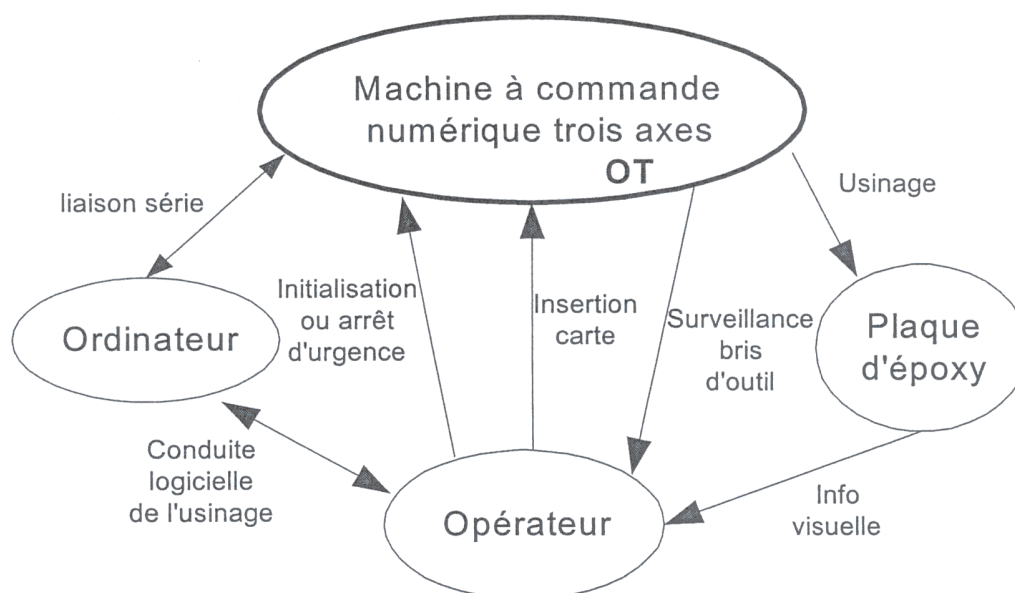 Machine à commande
numérique trois axes
OT
liaison série
Usinage
Ordinateur
Initialisation
ou arrêt
d'urgence
Insertion
carte
Surveillance
bris
d'outil
Plaque
d'époxy
Conduite
logicielle
de l'usinage
Opérateur
Info
visuelle